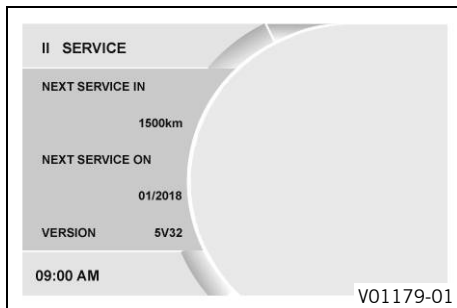 II SERVICE
NEXT SERVICE IN
1500km
NEXT SERVICE ON
01/2018
VERSION 5V32
09:00 AM
V01179-01